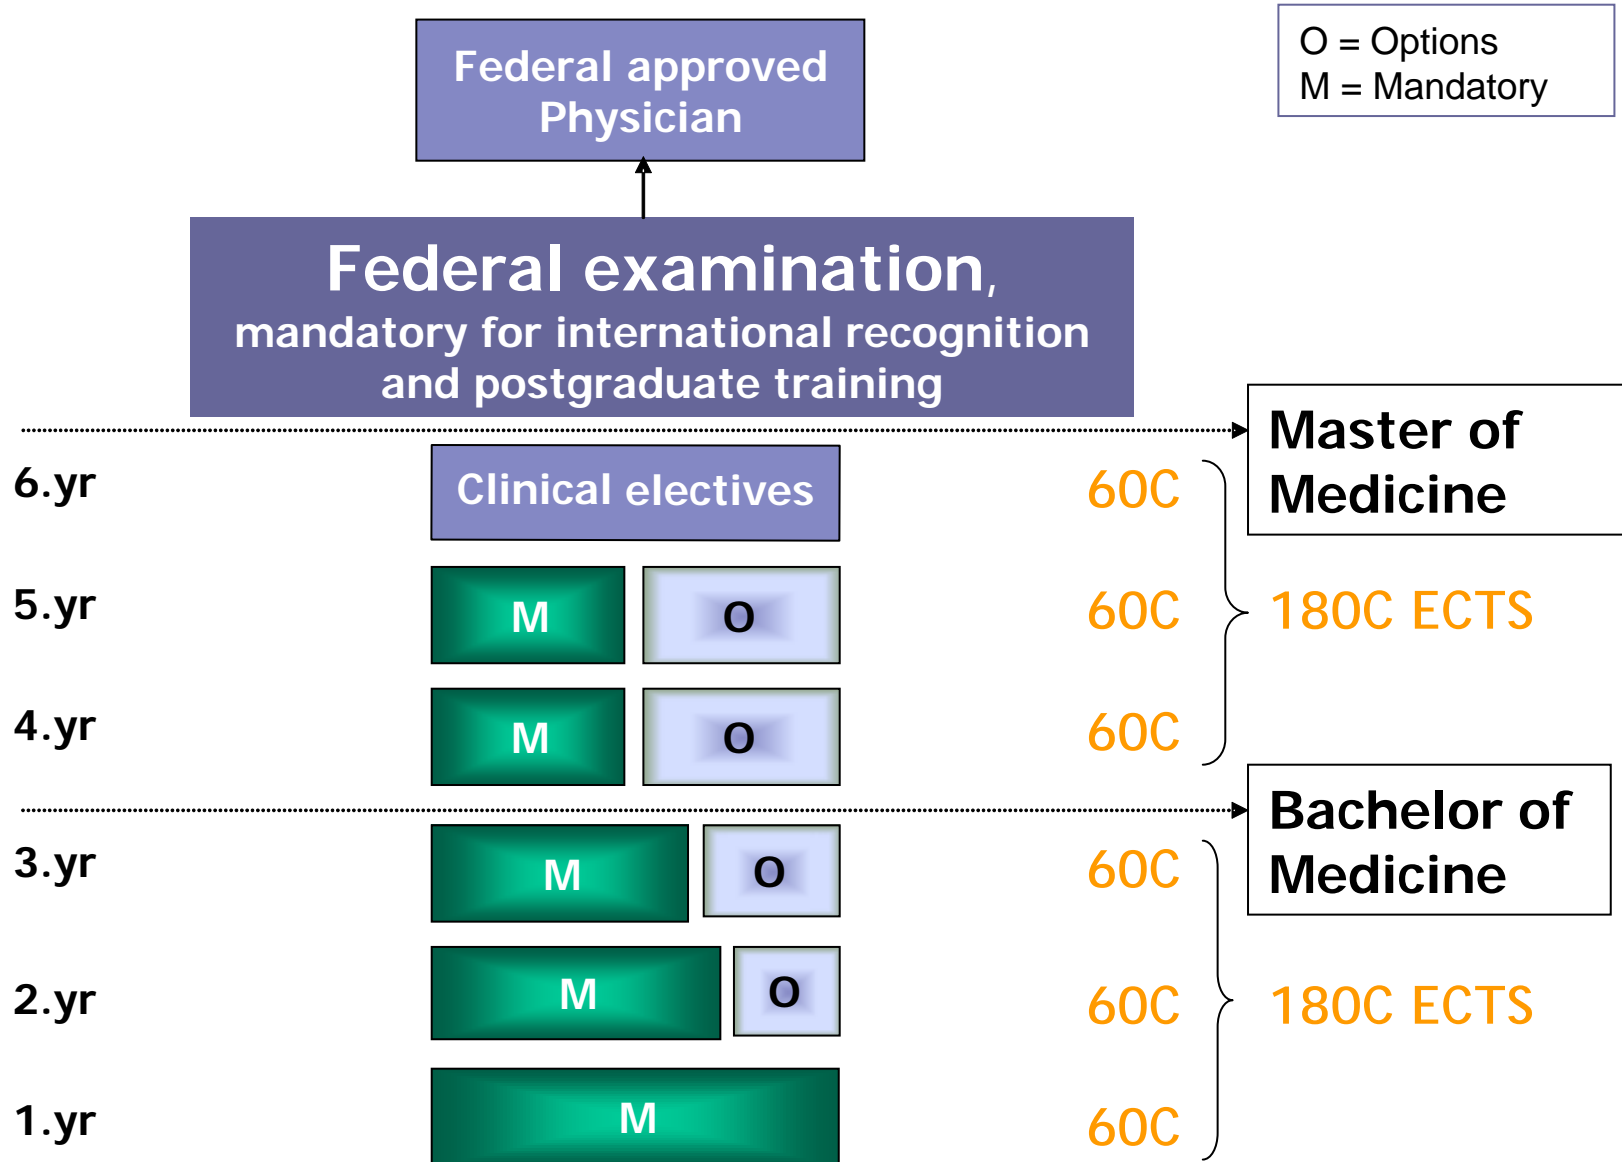 Federal approved
Physician
O = Options
M = Mandatory
Federal examination,
mandatory for international recognition
and postgraduate training
Master of
Medicine
6.yr
Clinical electives
60C
5.yr
M
O
60C
180C ECTS
4.yr
M
O
60C
Bachelor of
Medicine
3.yr
M
O
60C
2.yr
M
O
60C
180C ECTS
1.yr
M
60C